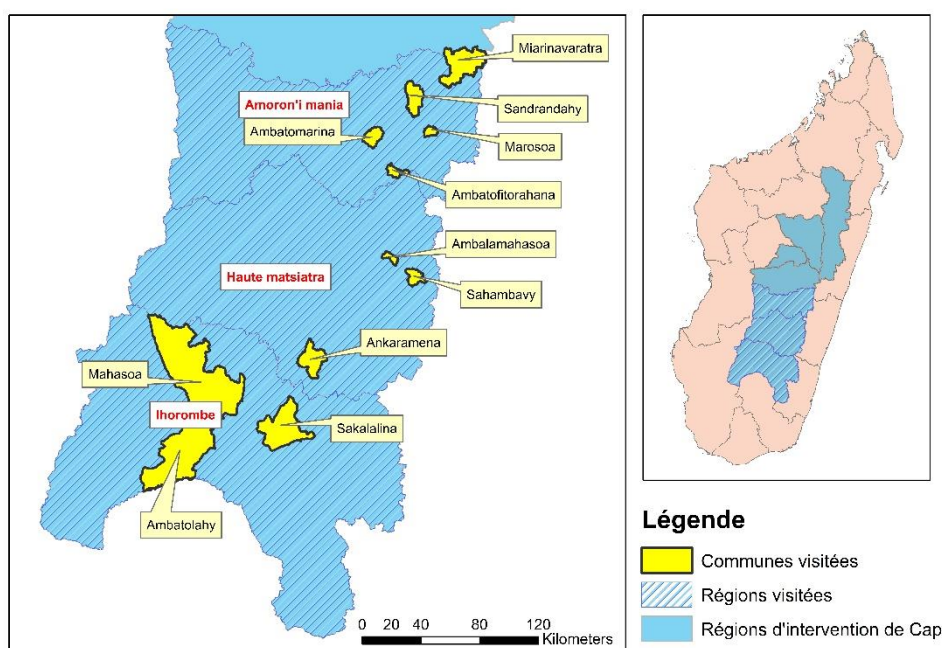 Miarinavaratra
Amoron'i mania
Sandrandahy
Ambatomarina
Marosoa
Ambatofitorahana
Ambalamahasoa
Haute matsiatra
Sahambavy
Ankaramena
Mahasoa
Ihorombe
Sakalalina
Ambatolahy
0 20 40 80 120
Kilometers
Légende
Communes visitées
Régions visitées
Régions d'intervention de Cap